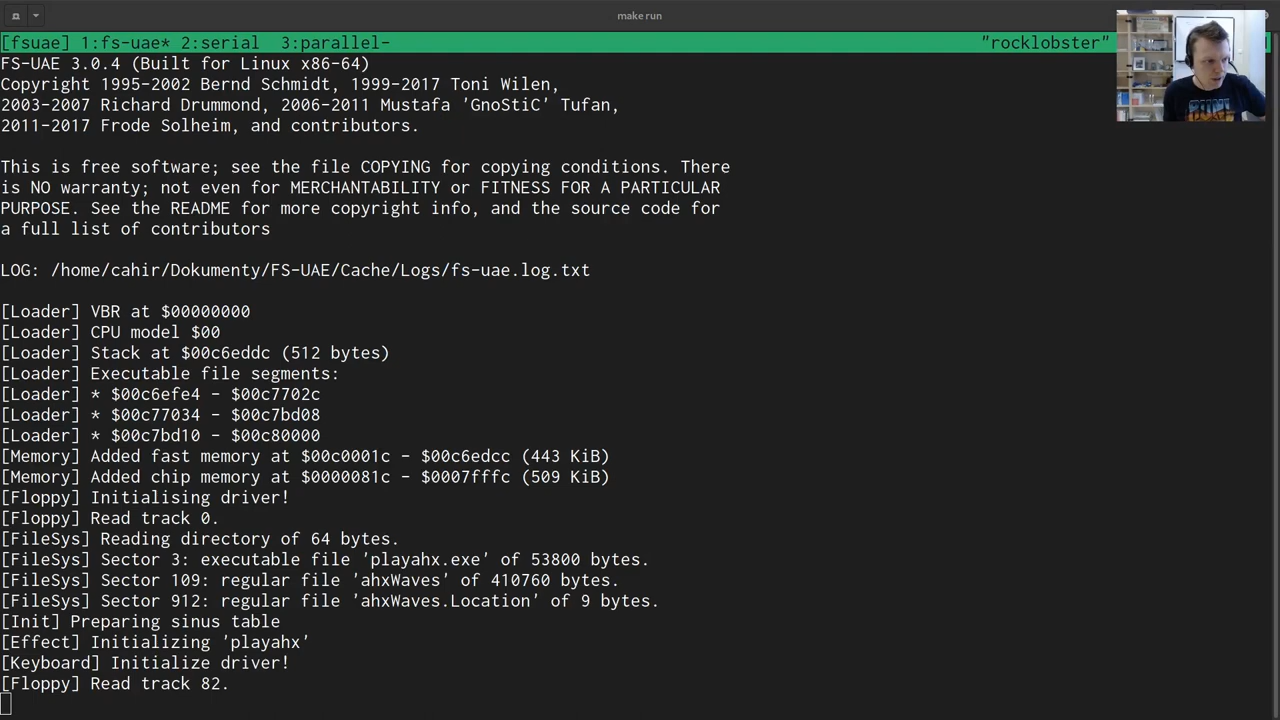 make run
[fsuae] 1:fs-uae* 2:serial 3:parallel- "rocklobster"
FS-UAE 3.0.4 (Built for Linux x86-64)
Copyright 1995-2002 Bernd Schmidt, 1999-2017 Toni Wilen,
2003-2007 Richard Drummond, 2006-2011 Mustafa 'GnoStiC' Tufan,
2011-2017 Frode Solheim, and contributors.
This is free software; see the file COPYING for copying conditions. There
is NO warranty; not even for MERCHANTABILITY or FITNESS FOR A PARTICULAR
PURPOSE. See the README for more copyright info, and the source code for
a full list of contributors
LOG: /home/cahir/Dokumenty/FS-UAE/Cache/Logs/fs-uae.log.txt
[Loader] VBR at $00000000
[Loader] CPU model $00
[Loader] Stack at $00c6eddc (512 bytes)
[Loader] Executable file segments:
[Loader] * $00c6efe4 - $00c7702c
[Loader] * $00c77034 - $00c7bd08
[Loader] * $00c7bd10 - $00c80000
[Memory] Added fast memory at $00c0001c - $00c6edcc (443 KiB)
[Memory] Added chip memory at $0000081c - $0007fffc (509 KiB)
[Floppy] Initialising driver!
[Floppy] Read track 0.
[FileSys] Reading directory of 64 bytes.
[FileSys] Sector 3: executable file 'playahx.exe' of 53800 bytes.
[FileSys] Sector 109: regular file 'ahxWaves' of 410760 bytes.
[FileSys] Sector 912: regular file 'ahxWaves.Location' of 9 bytes.
[Init] Preparing sinus table
[Effect] Initializing 'playahx'
[Keyboard] Initialize driver!
[Floppy] Read track 82.